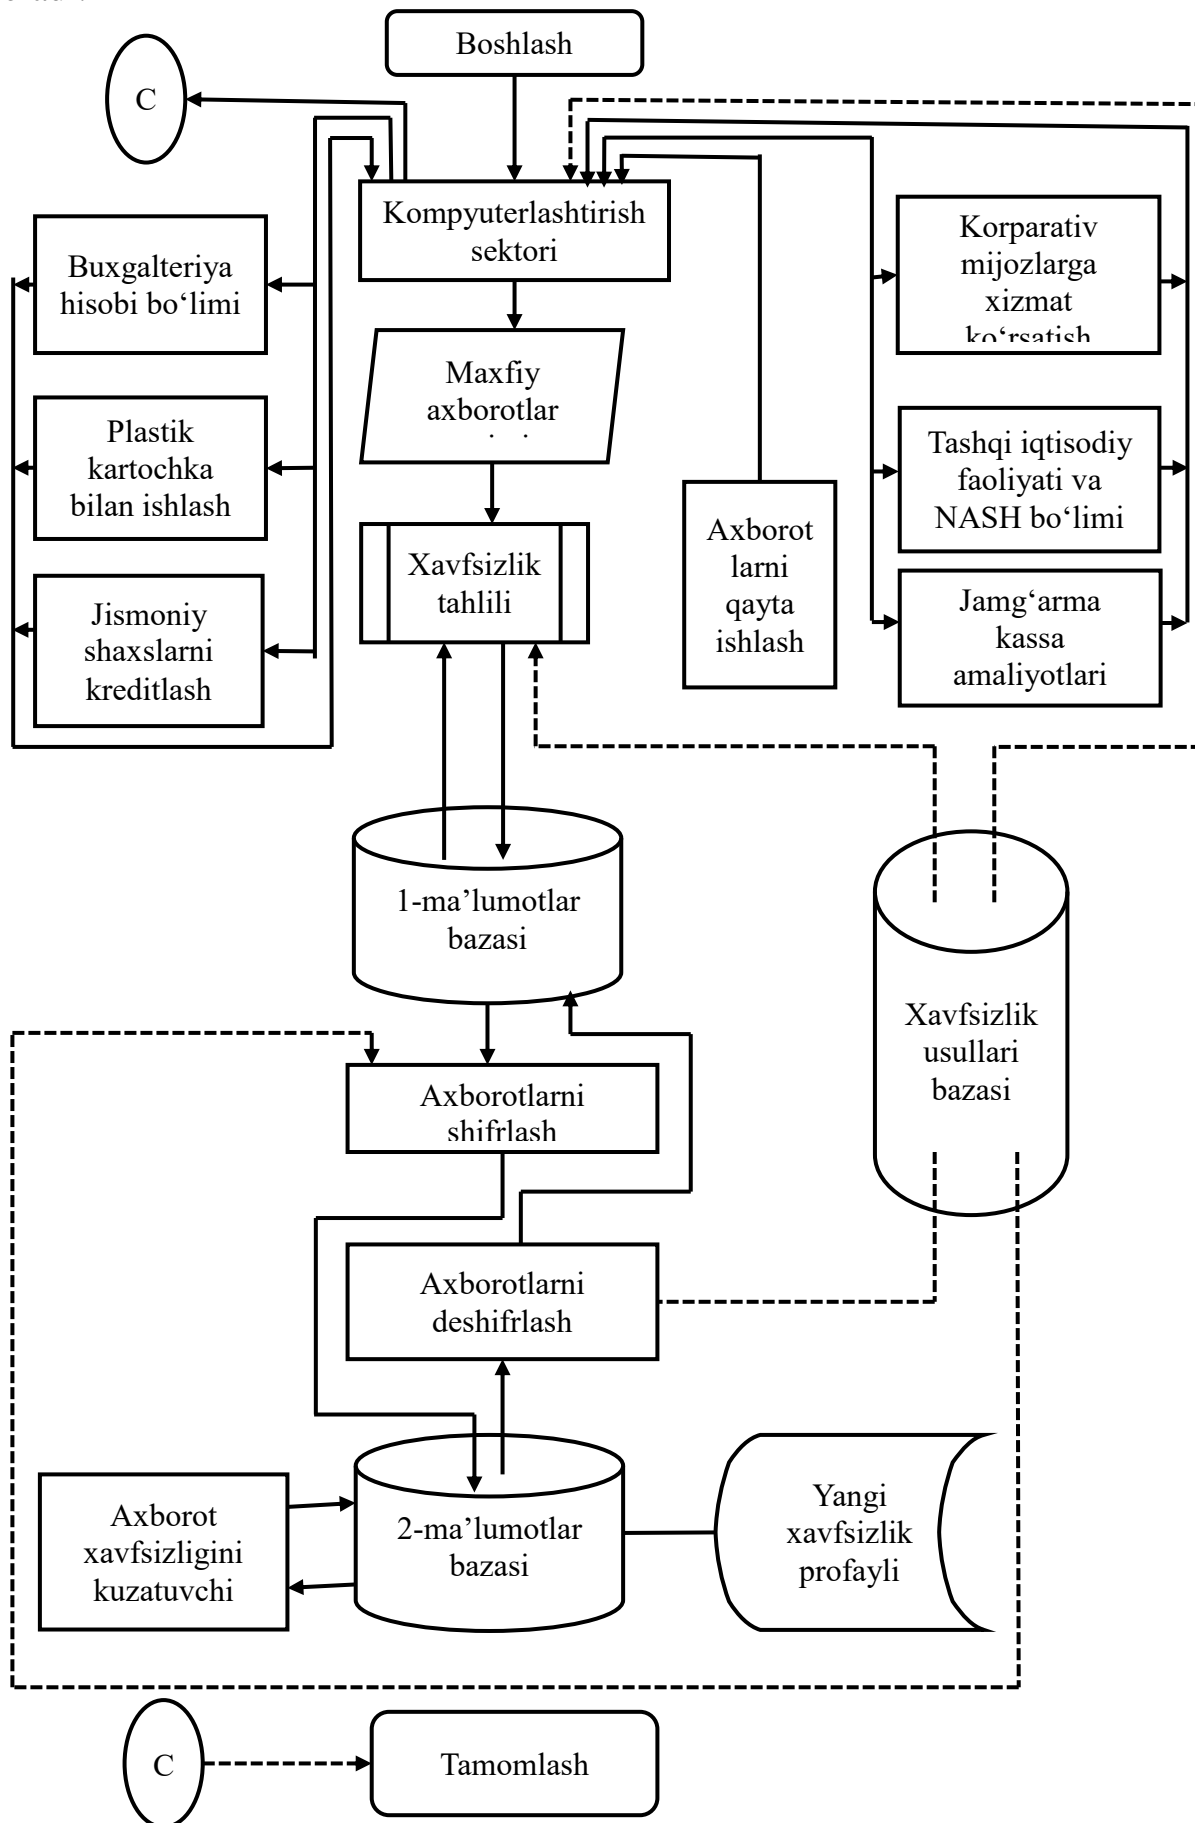 Boshlash
C
Kompyuterlashtirish
sektori
Buxgalteriya
hisobi bo‘limi
Korparativ
mijozlarga
xizmat
ko‘rsatish
Maxfiy
axborotlar
Plastik
kartochka
bilan ishlash
Tashqi iqtisodiy
faoliyati va
NASH bo‘limi
Axborot
larni
qayta
ishlash
Xavfsizlik
tahlili
Jismoniy
shaxslarni
kreditlash
Jamg‘arma
kassa
amaliyotlari
1-ma’lumotlar
bazasi
Xavfsizlik
usullari
bazasi
Axborotlarni
shifrlash
Axborotlarni
deshifrlash
Axborot
xavfsizligini
kuzatuvchi
2-ma’lumotlar
bazasi
Yangi
xavfsizlik
profayli
C
Tamomlash